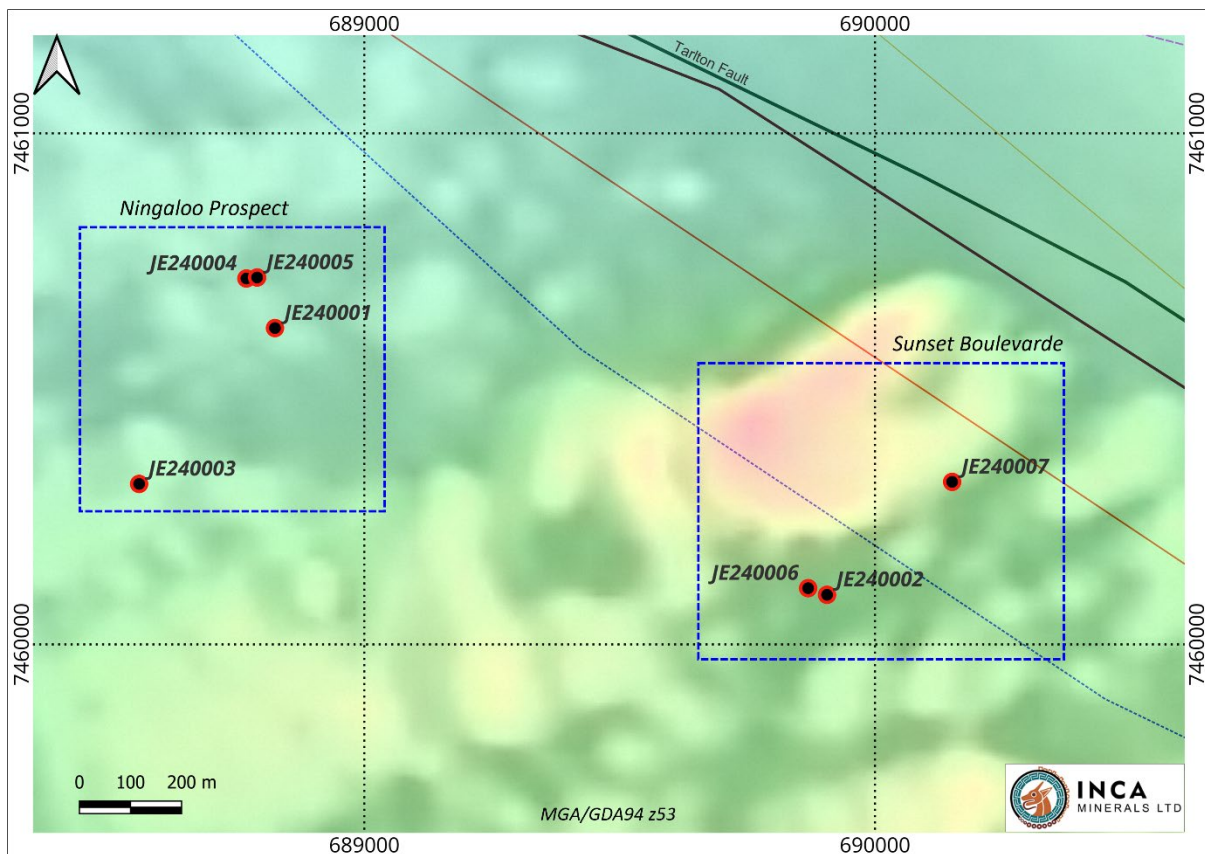 689000 690000
Tarlton Fault
7461000 7461000
Ningaloo Prospect
JE240004 JE240005
JE240001
Sunset Boulevarde
JE240003
JE240007
JE240006 JE240002
7460000 7460000
0 100 200 m
MGA/GDA94 z53
INCA
MINERALS LTD
689000 690000